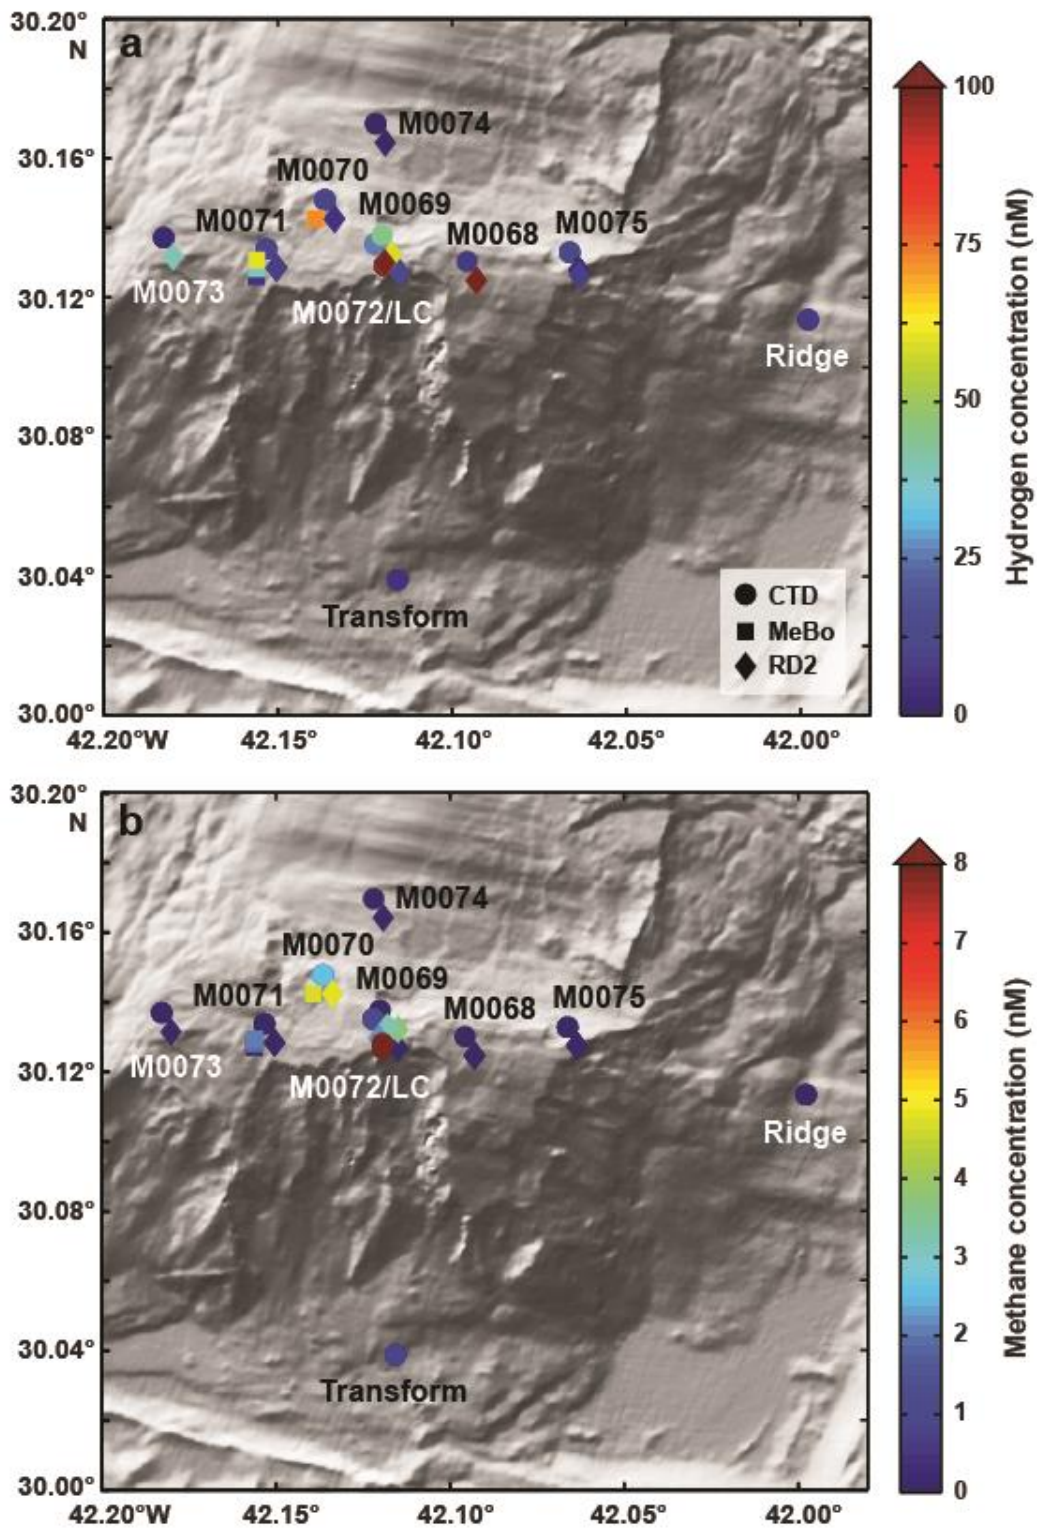 30.20°
N
a
M0074
30.16°
M0070
M0071
M0069
M0068
M0075
M0073
M0072/LC
30.12°
Ridge
30.08°
30.04°
Transform
CTD
MeBo
RD2
30.00°
42.20°W
42.15°
42.10°
42.05°
42.00°
100
75
50
25
0
Hydrogen concentration (nM)
30.20°
N
b
M0074
30.16°
M0070
M0071
M0069
M0068
M0075
M0073
M0072/LC
30.12°
Ridge
30.08°
30.04°
Transform
30.00°
42.20°W
42.15°
42.10°
42.05°
42.00°
8
7
6
5
4
3
2
1
0
Methane concentration (nM)